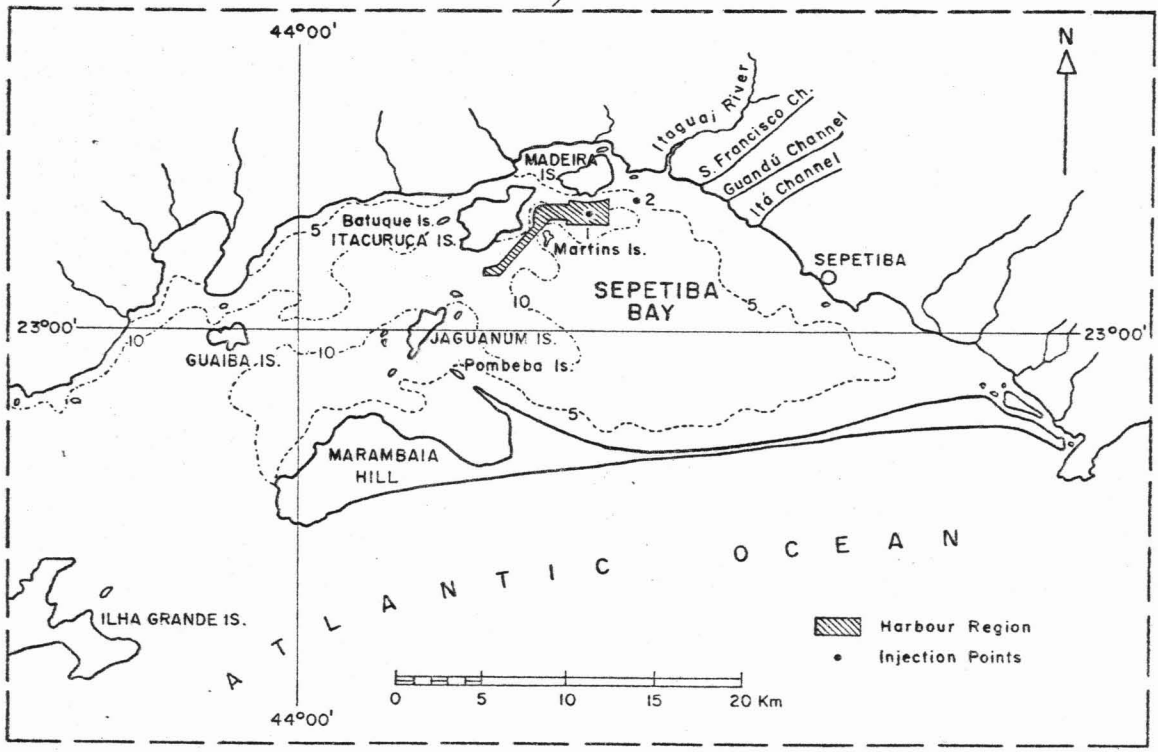 44°00'
N
Itaguaí River
S. Francisco Ch.
Guandú Channel
Itá Channel
MADEIRA
IS.
2
Batuque Is.
5
ITACURUÇA IS.
1
Martins Is.
SEPETIBA
10
SEPETIBA
BAY
5
23°00'
23°00'
10
10
GUAIBA IS.
JAGUANUM IS.
Pombeba Is.
5
MARAMBAIA
HILL
ATLANTIC OCEAN
ILHA GRANDE IS.
Harbour Region
Injection Points
0 5 10 15 20 Km
44°00'